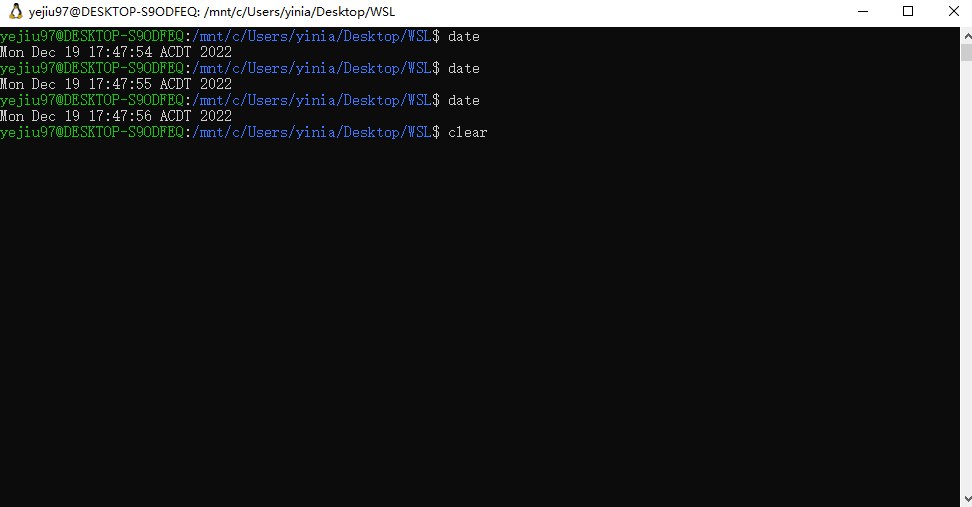 yejiu97@DESKTOP-S9ODFEQ: /mnt/c/Users/yinia/Desktop/WSL
yejiu97@DESKTOP-S9ODFEQ:/mnt/c/Users/yinia/Desktop/WSL$ date
Mon Dec 19 17:47:54 ACDT 2022
yejiu97@DESKTOP-S9ODFEQ:/mnt/c/Users/yinia/Desktop/WSL$ date
Mon Dec 19 17:47:55 ACDT 2022
yejiu97@DESKTOP-S9ODFEQ:/mnt/c/Users/yinia/Desktop/WSL$ date
Mon Dec 19 17:47:56 ACDT 2022
yejiu97@DESKTOP-S9ODFEQ:/mnt/c/Users/yinia/Desktop/WSL$ clear